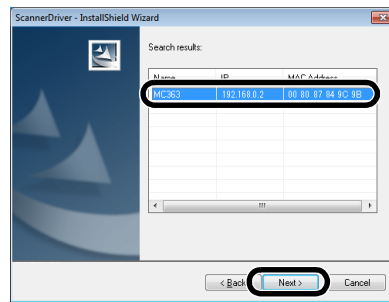 ScannerDriver - InstallShield Wizard
Search results:
Name IP MAC Address
MC363 192.168.0.2 00 80 87 84 9C 9B
< Back Next > Cancel